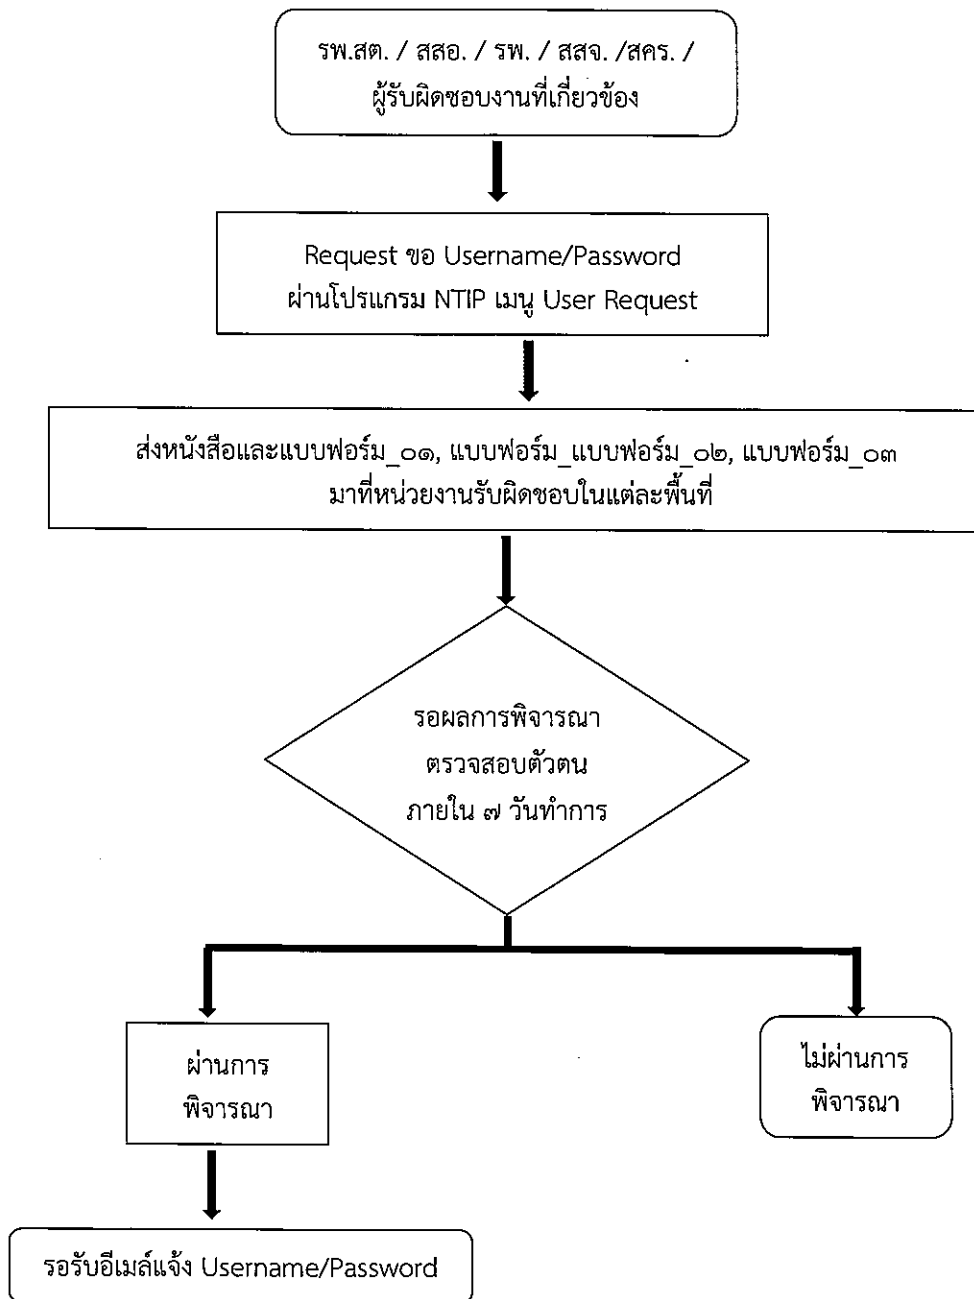 รพ.สต. / สสอ. / รพ. / สสจ. /สคร. /
ผู้รับผิดชอบงานที่เกี่ยวข้อง
Request ขอ Username/Password
ผ่านโปรแกรม NTIP เมนู User Request
ส่งหนังสือและแบบฟอร์ม_๐๑, แบบฟอร์ม_แบบฟอร์ม_๐๒, แบบฟอร์ม_๐๓
มาที่หน่วยงานรับผิดชอบในแต่ละพื้นที่
รอผลการพิจารณา
ตรวจสอบตัวตน
ภายใน ๗ วันทำการ
ผ่านการ
พิจารณา
ไม่ผ่านการ
พิจารณา
รอรับอีเมล์แจ้ง Username/Password